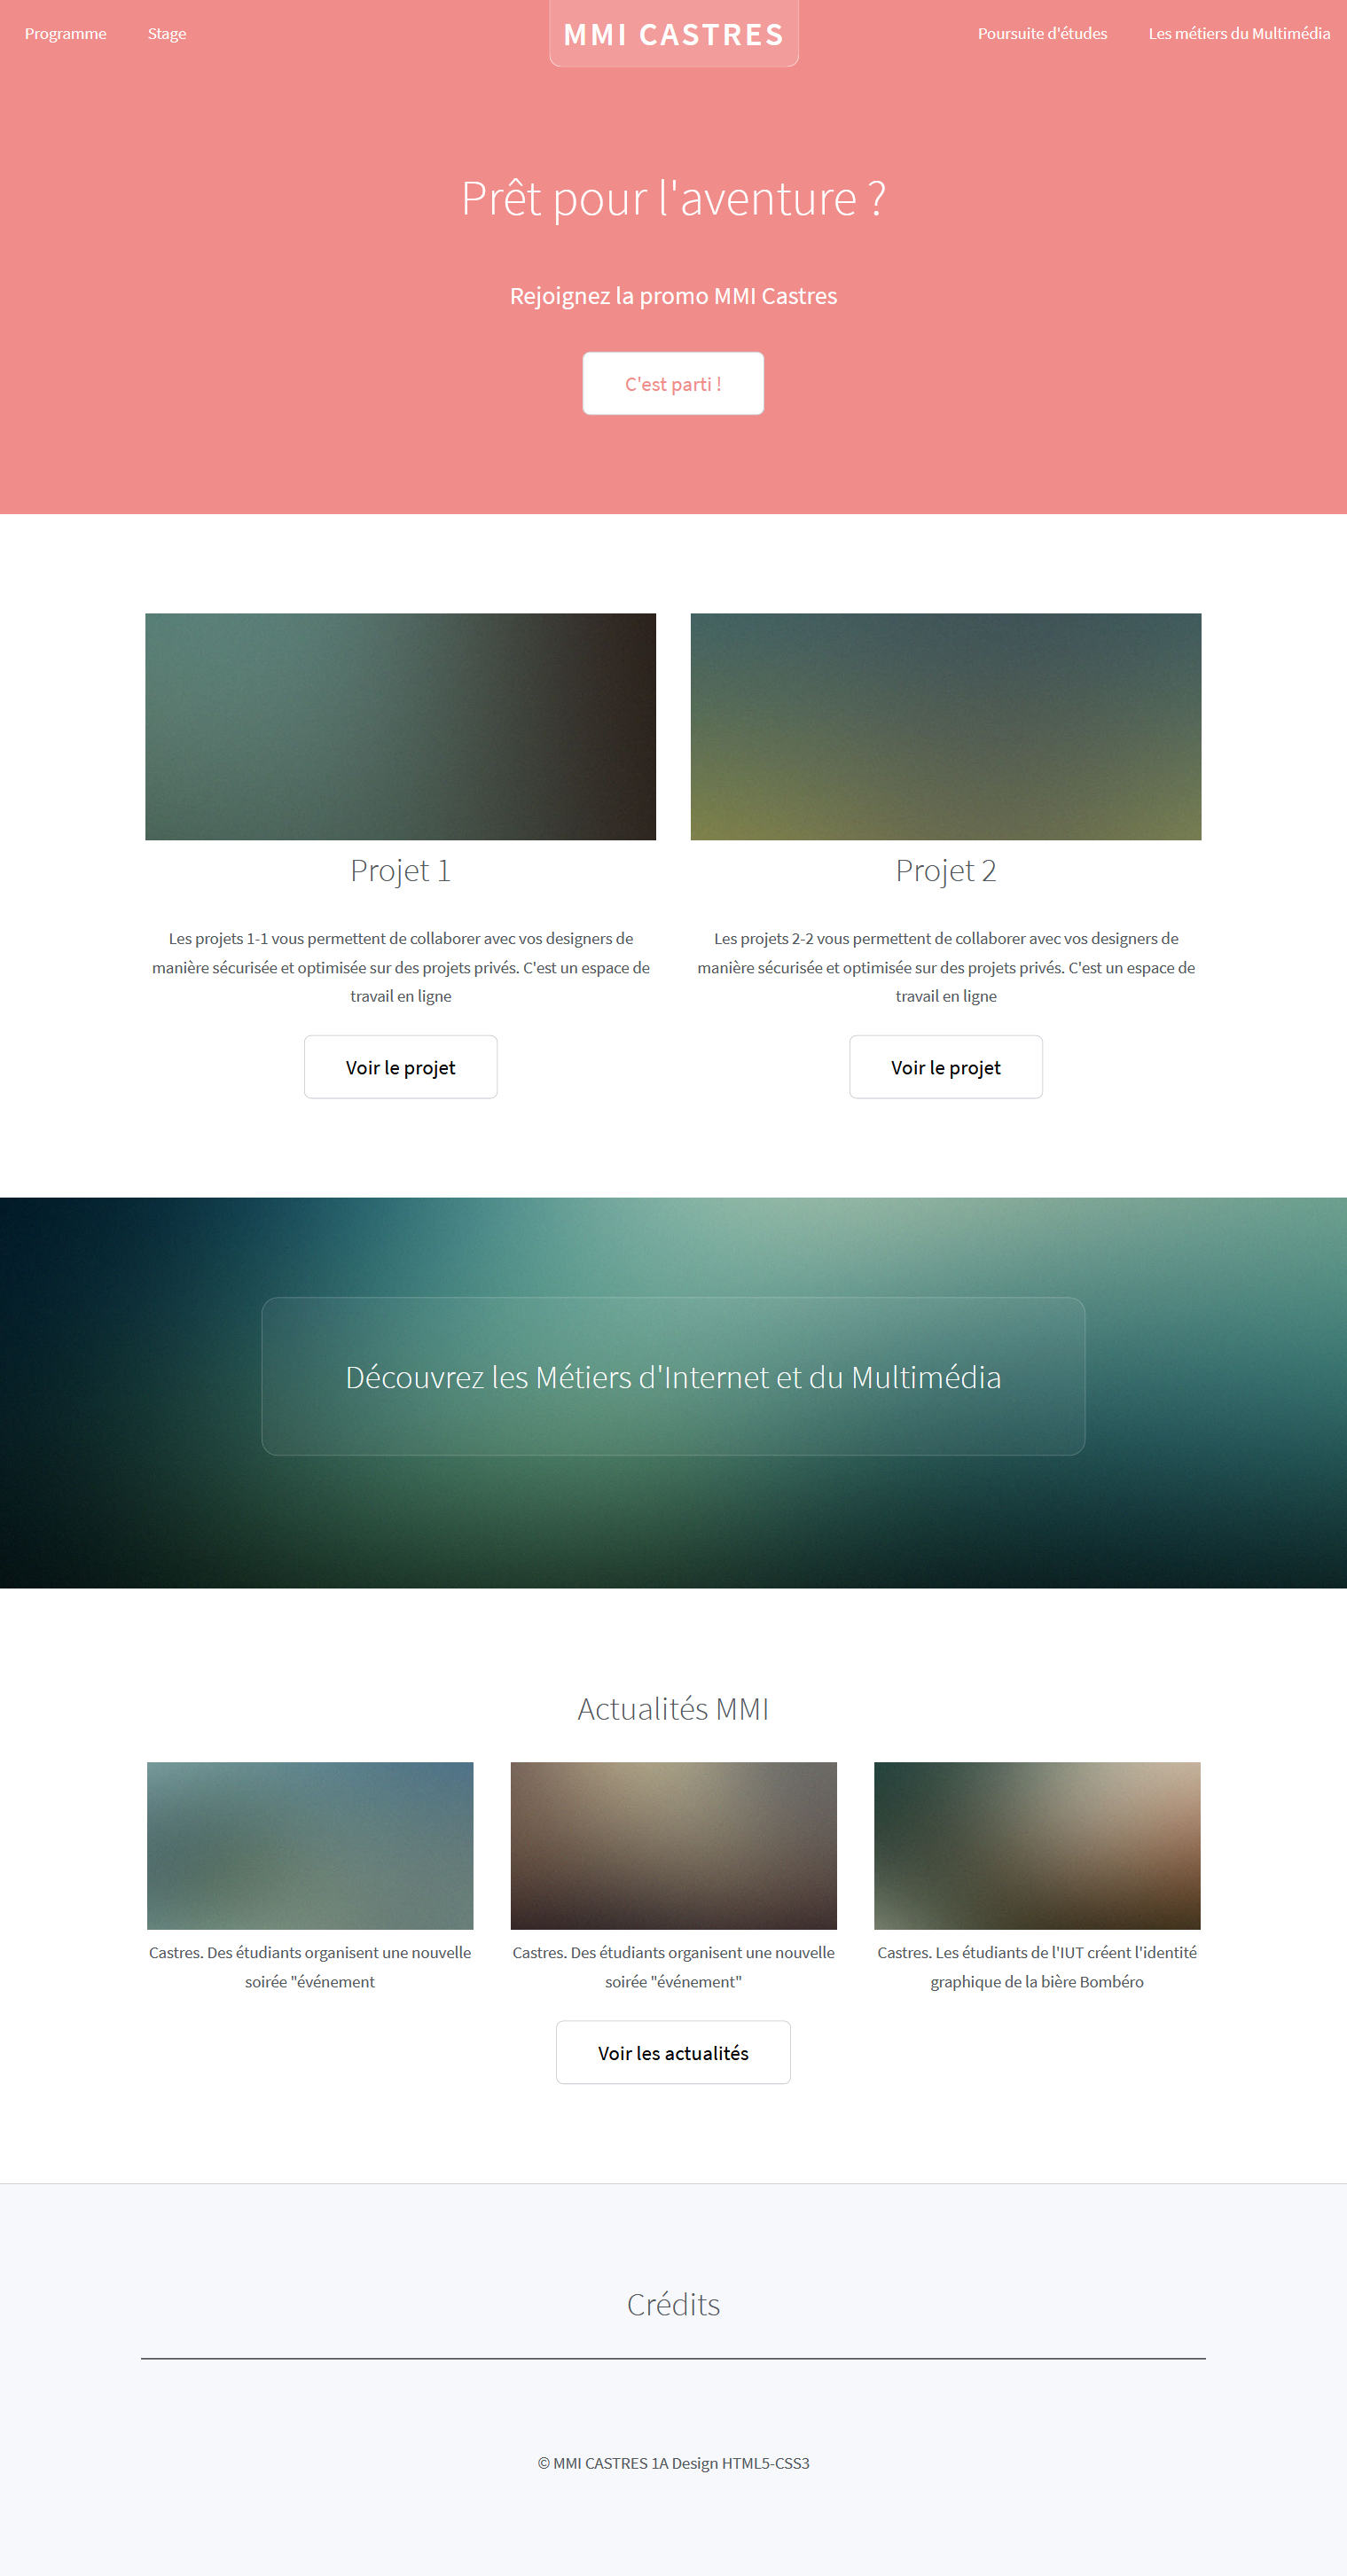 Programme
Stage
MMI CASTRES
Poursuite d'études
Les métiers du Multimédia
Prêt pour l'aventure ?
Rejoignez la promo MMI Castres
C'est parti !
Projet 1
Les projets 1-1 vous permettent de collaborer avec vos designers de
manière sécurisée et optimisée sur des projets privés. C'est un espace de
travail en ligne
Voir le projet
Projet 2
Les projets 2-2 vous permettent de collaborer avec vos designers de
manière sécurisée et optimisée sur des projets privés. C'est un espace de
travail en ligne
Voir le projet
Découvrez les Métiers d'Internet et du Multimédia
Actualités MMI
Castres. Des étudiants organisent une nouvelle
soirée "événement
Castres. Des étudiants organisent une nouvelle
soirée "événement"
Castres. Les étudiants de l'IUT créent l'identité
graphique de la bière Bombéro
Voir les actualités
Crédits
© MMI CASTRES 1A Design HTML5-CSS3